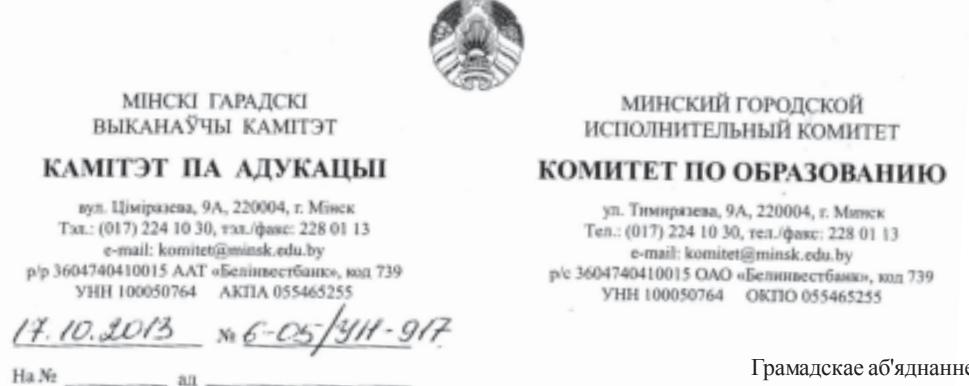 МІНСКІ ГАРАДСКІ
ВЫКАНАЎЧЫ КАМІТЭТ
КАМІТЭТ ПА АДУКАЦЫІ
вул. Ціміразева, 9А, 220004, г. Мінск
Тэл.: (017) 224 10 30, тэл./факс: 228 01 13
e-mail: komitet@minsk.edu.by
р/р 3604740410015 ААТ «Белінвестбанк», код 739
УНН 100050764 АКПА 055465255
17.10.2013 № 6-05/УН-917
На № ад
МИНСКИЙ ГОРОДСКОЙ
ИСПОЛНИТЕЛЬНЫЙ КОМИТЕТ
КОМИТЕТ ПО ОБРАЗОВАНИЮ
ул. Тимирязева, 9А, 220004, г. Минск
Тел.: (017) 224 10 30, тел./факс: 228 01 13
e-mail: komitet@minsk.edu.by
р/с 3604740410015 ОАО «Белинвестбанк», код 739
УНН 100050764 ОКПО 055465255
Грамадскае аб'яднанне